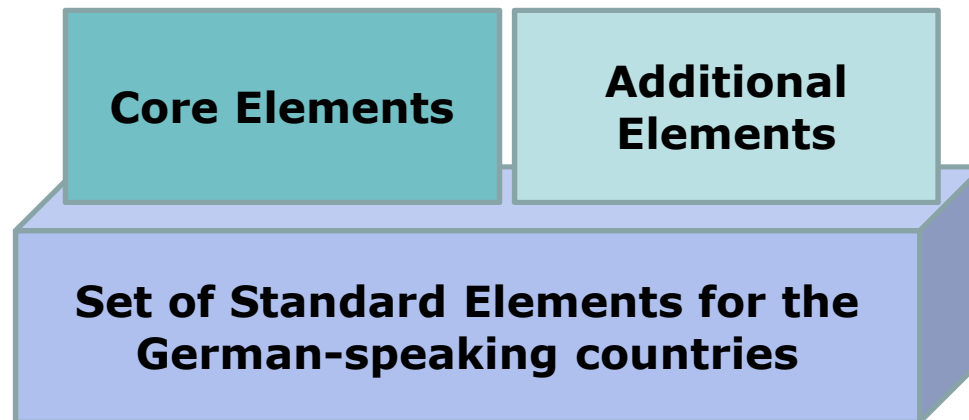 Core Elements
Additional
Elements
Set of Standard Elements for the
German-speaking countries